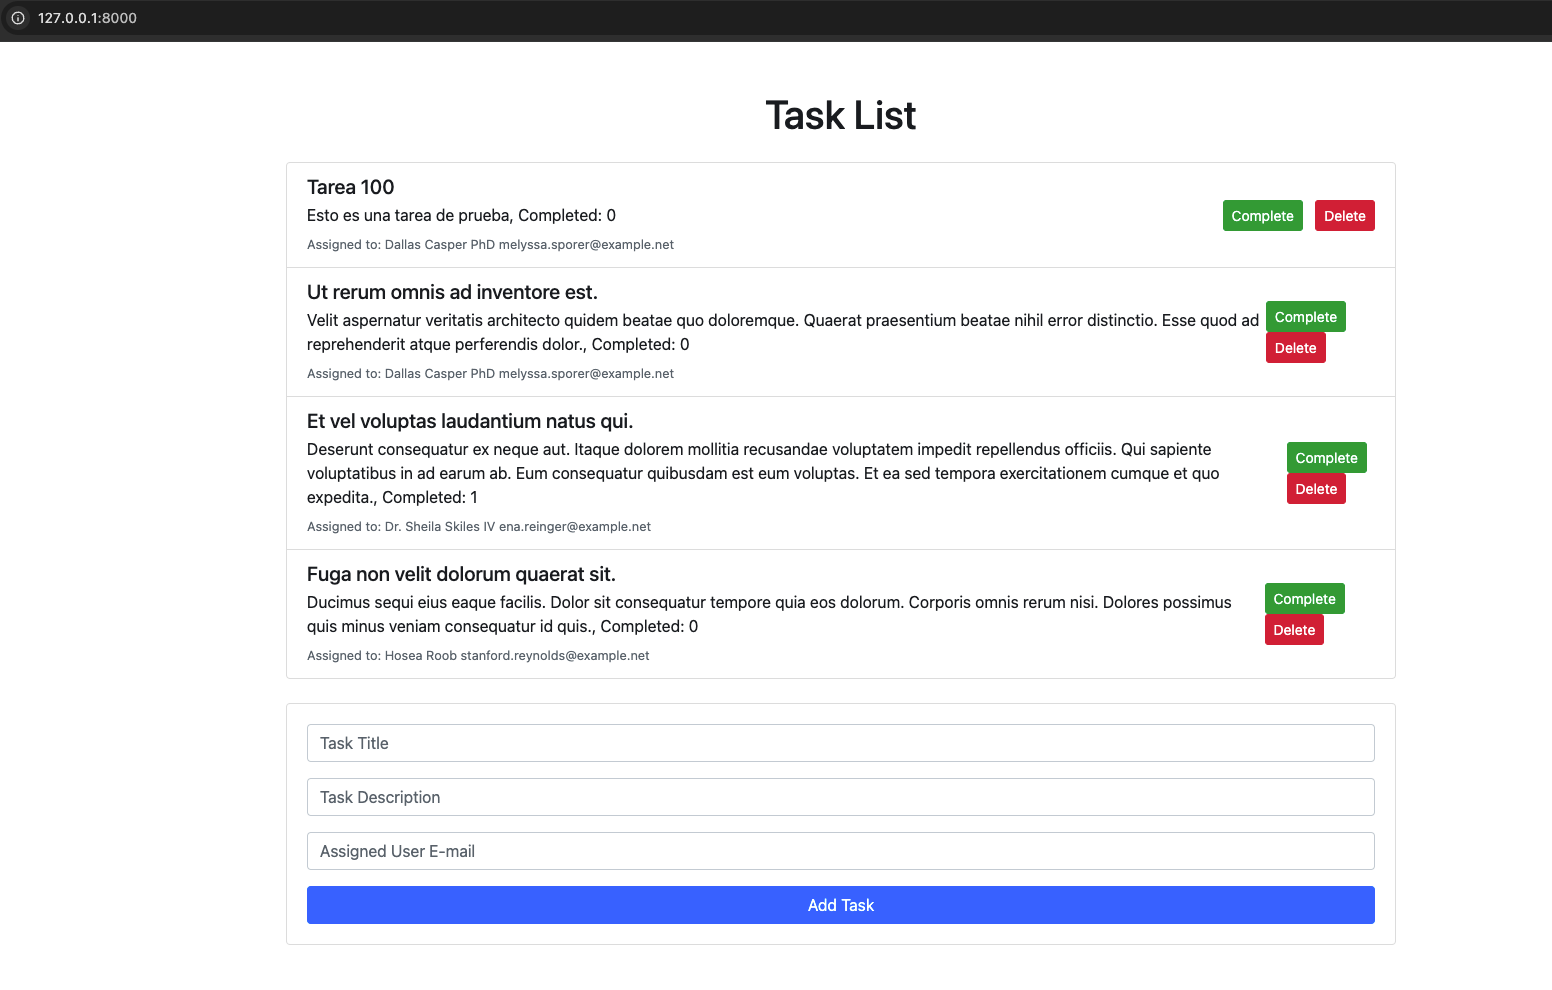 127.0.0.1:8000
Task List
Tarea 100
Esto es una tarea de prueba, Completed: 0
Assigned to: Dallas Casper PhD melyssa.sporer@example.net
Complete
Delete
Ut rerum omnis ad inventore est.
Velit aspernatur veritatis architecto quidem beatae quo doloremque. Quaerat praesentium beatae nihil error distinctio. Esse quod ad
reprehenderit atque perferendis dolor., Completed: 0
Assigned to: Dallas Casper PhD melyssa.sporer@example.net
Complete
Delete
Et vel voluptas laudantium natus qui.
Deserunt consequatur ex neque aut. Itaque dolorem mollitia recusandae voluptatem impedit repellendus officiis. Qui sapiente
voluptatibus in ad earum ab. Eum consequatur quibusdam est eum voluptas. Et ea sed tempora exercitationem cumque et quo
expedita., Completed: 1
Assigned to: Dr. Sheila Skiles IV ena.reinger@example.net
Complete
Delete
Fuga non velit dolorum quaerat sit.
Ducimus sequi eius eaque facilis. Dolor sit consequatur tempore quia eos dolorum. Corporis omnis rerum nisi. Dolores possimus
quis minus veniam consequatur id quis., Completed: 0
Assigned to: Hosea Roob stanford.reynolds@example.net
Complete
Delete
Task Title
Task Description
Assigned User E-mail
Add Task